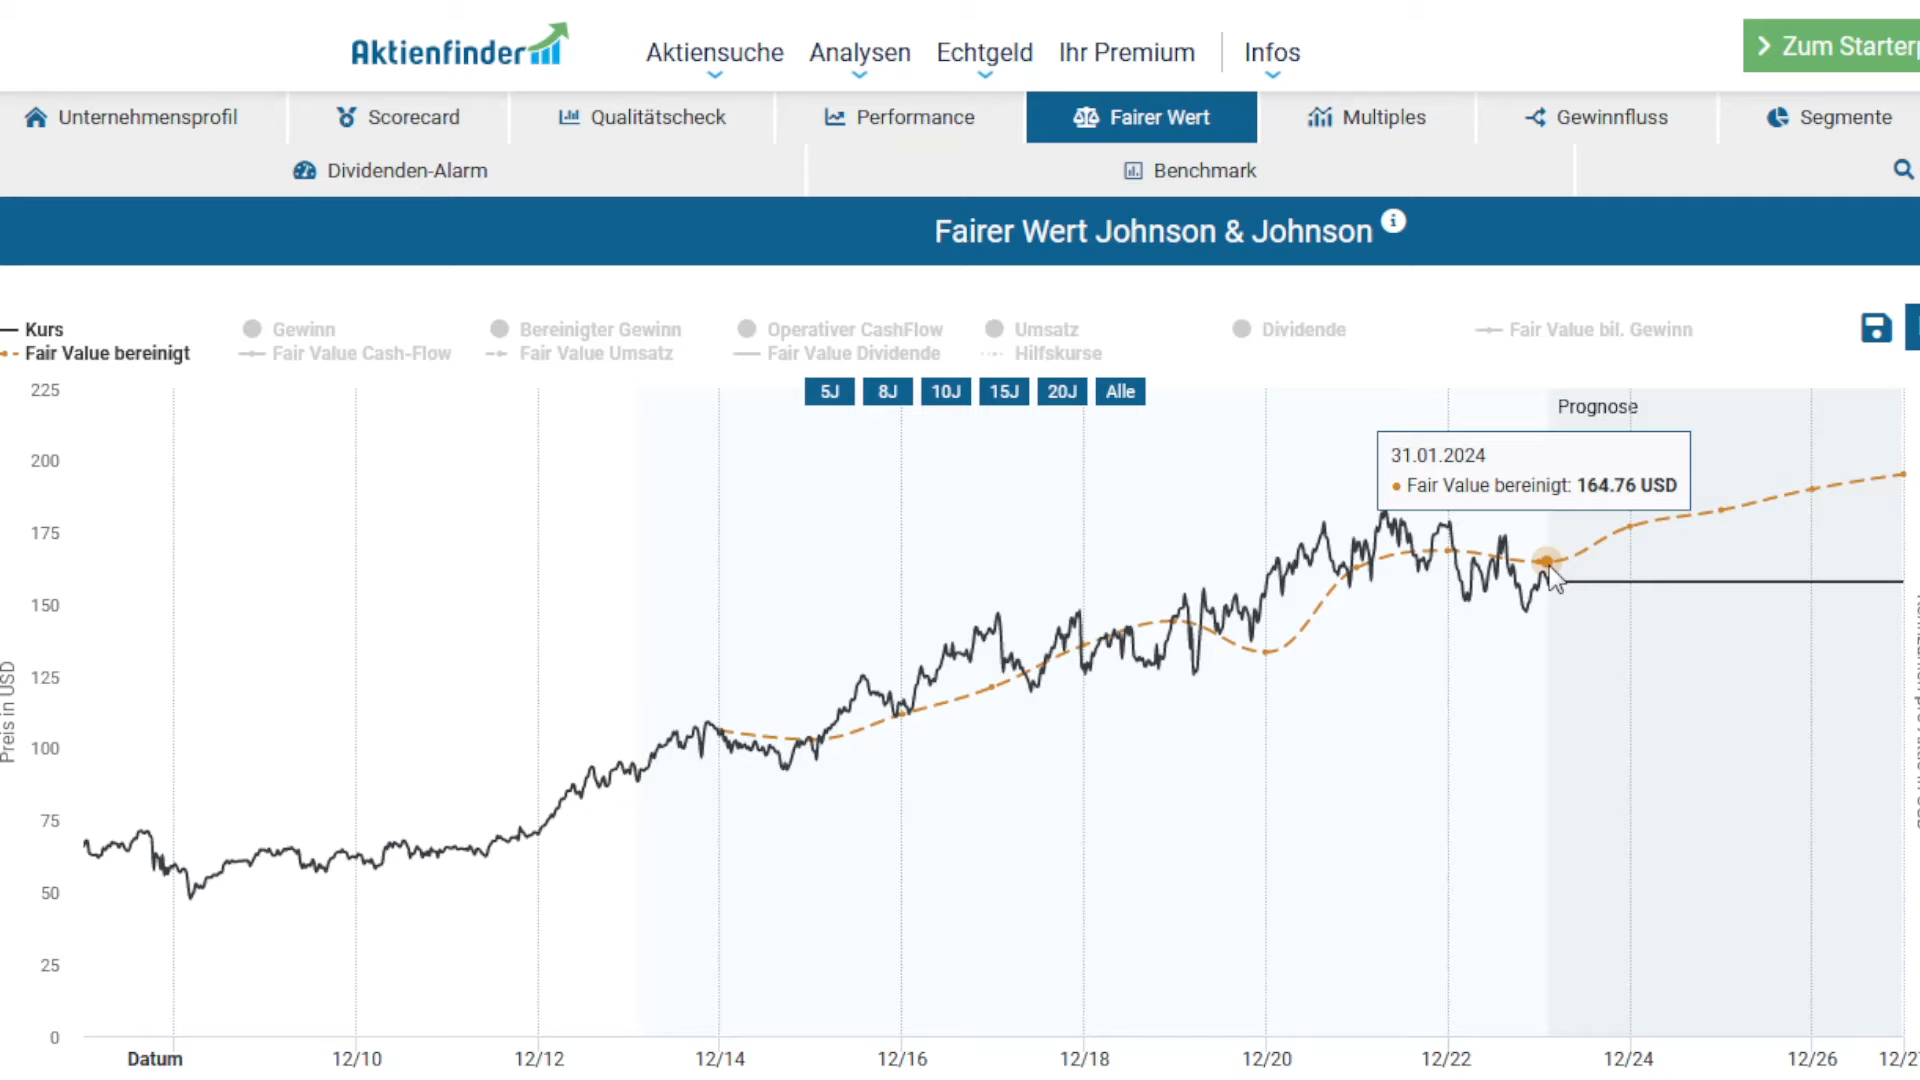 Aktienfinder
Aktiensuche Analysen Echtgeld Ihr Premium Infos
Zum Starter
Unternehmensprofil Scorecard Qualitätscheck Performance Fairer Wert Multiples Gewinnfluss Segmente
Dividenden-Alarm Benchmark
Fairer Wert Johnson & Johnson
Kurs Gewinn Bereinigter Gewinn Operativer CashFlow Umsatz Dividende Fair Value bil. Gewinn
Fair Value bereinigt Fair Value Cash-Flow Fair Value Umsatz Fair Value Dividende Hilfskurse
5J 8J 10J 15J 20J Alle
Prognose
31.01.2024
Fair Value bereinigt: 164.76 USD
225
200
175
150
125
100
75
50
25
0
Preis in USD
Datum 12/10 12/12 12/14 12/16 12/18 12/20 12/22 12/24 12/26